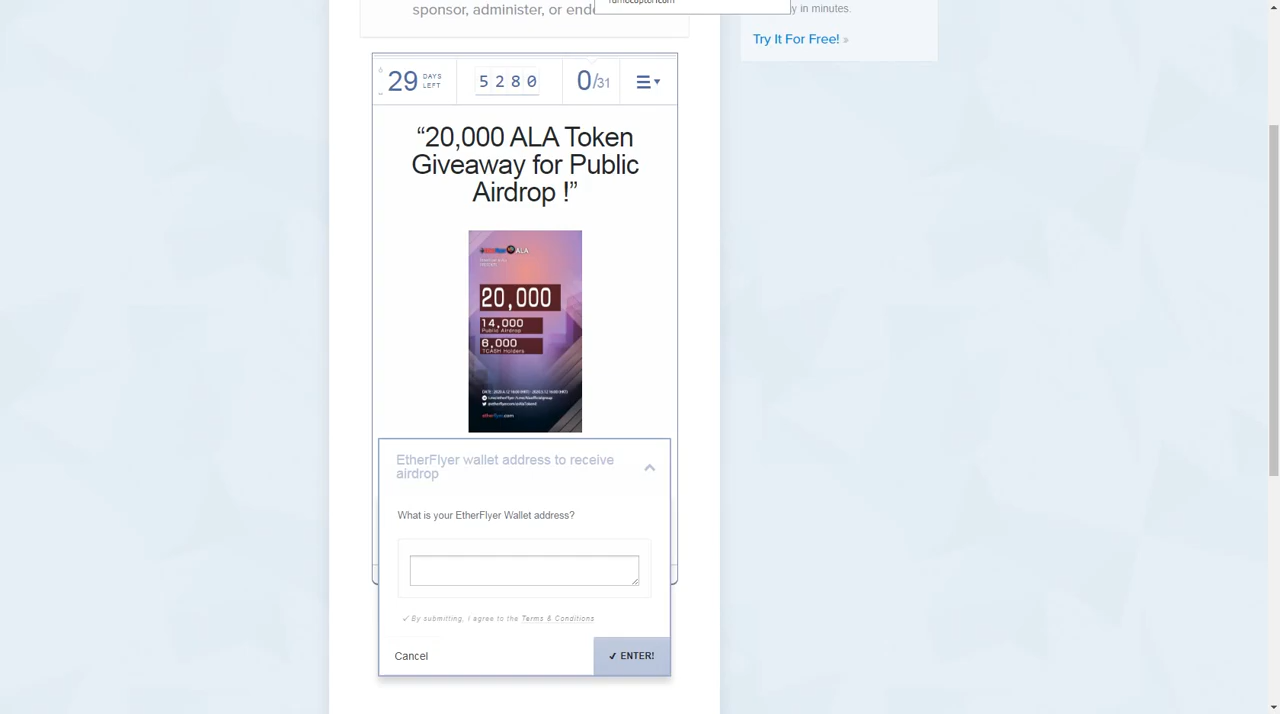 sponsor, administer, or
y in minutes.
Try It For Free! »
29 DAYS LEFT
5280
0/31
“20,000 ALA Token
Giveaway for Public
Airdrop !”
ALA
20,000
14,000
Public Airdrop
6,000
TCASH Holders
etherflyer.com
EtherFlyer wallet address to receive
airdrop
What is your EtherFlyer Wallet address?
✓ By submitting, I agree to the Terms & Conditions
Cancel
✔ ENTER!